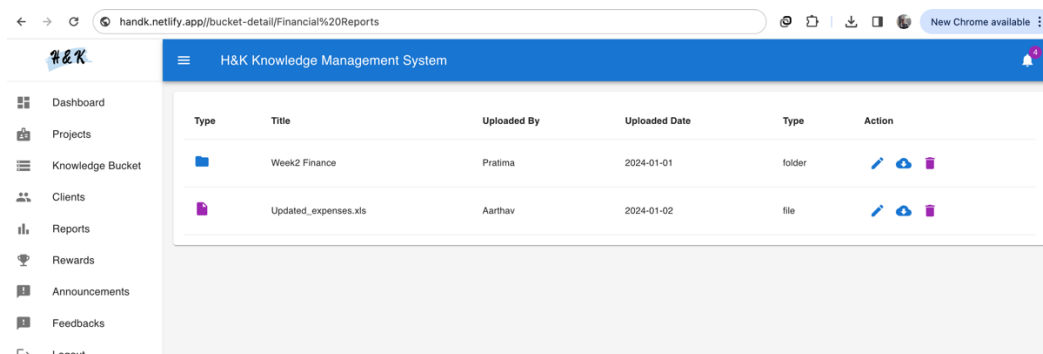 handk.netlify.app//bucket-detail/Financial%20Reports
New Chrome available
H&K
H&K Knowledge Management System
4
Dashboard
Projects
Knowledge Bucket
Clients
Reports
Rewards
Announcements
Feedbacks
Logout
Type Title Uploaded By Uploaded Date Type Action
Week2 Finance Pratima 2024-01-01 folder
Updated_expenses.xls Aarthav 2024-01-02 file